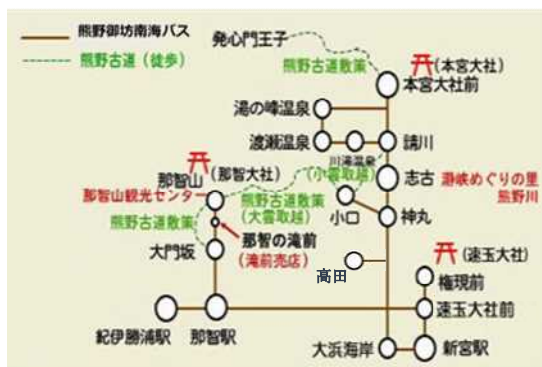 熊野御坊南海バス
熊野古道（徒歩）
発心門王子
熊野古道散策
(本宮大社)
本宮大社前
湯の峰温泉
渡瀬温泉
川湯温泉
請川
(那智大社)
那智山
那智山観光センター
(小雲取越)
志古
瀞峡めぐりの里
熊野川
熊野古道散策
(大雲取越)
小口
神丸
熊野古道散策
那智の滝前
(滝前売店)
大門坂
高田
(速玉大社)
権現前
速玉大社前
紀伊勝浦駅
那智駅
大浜海岸
新宮駅